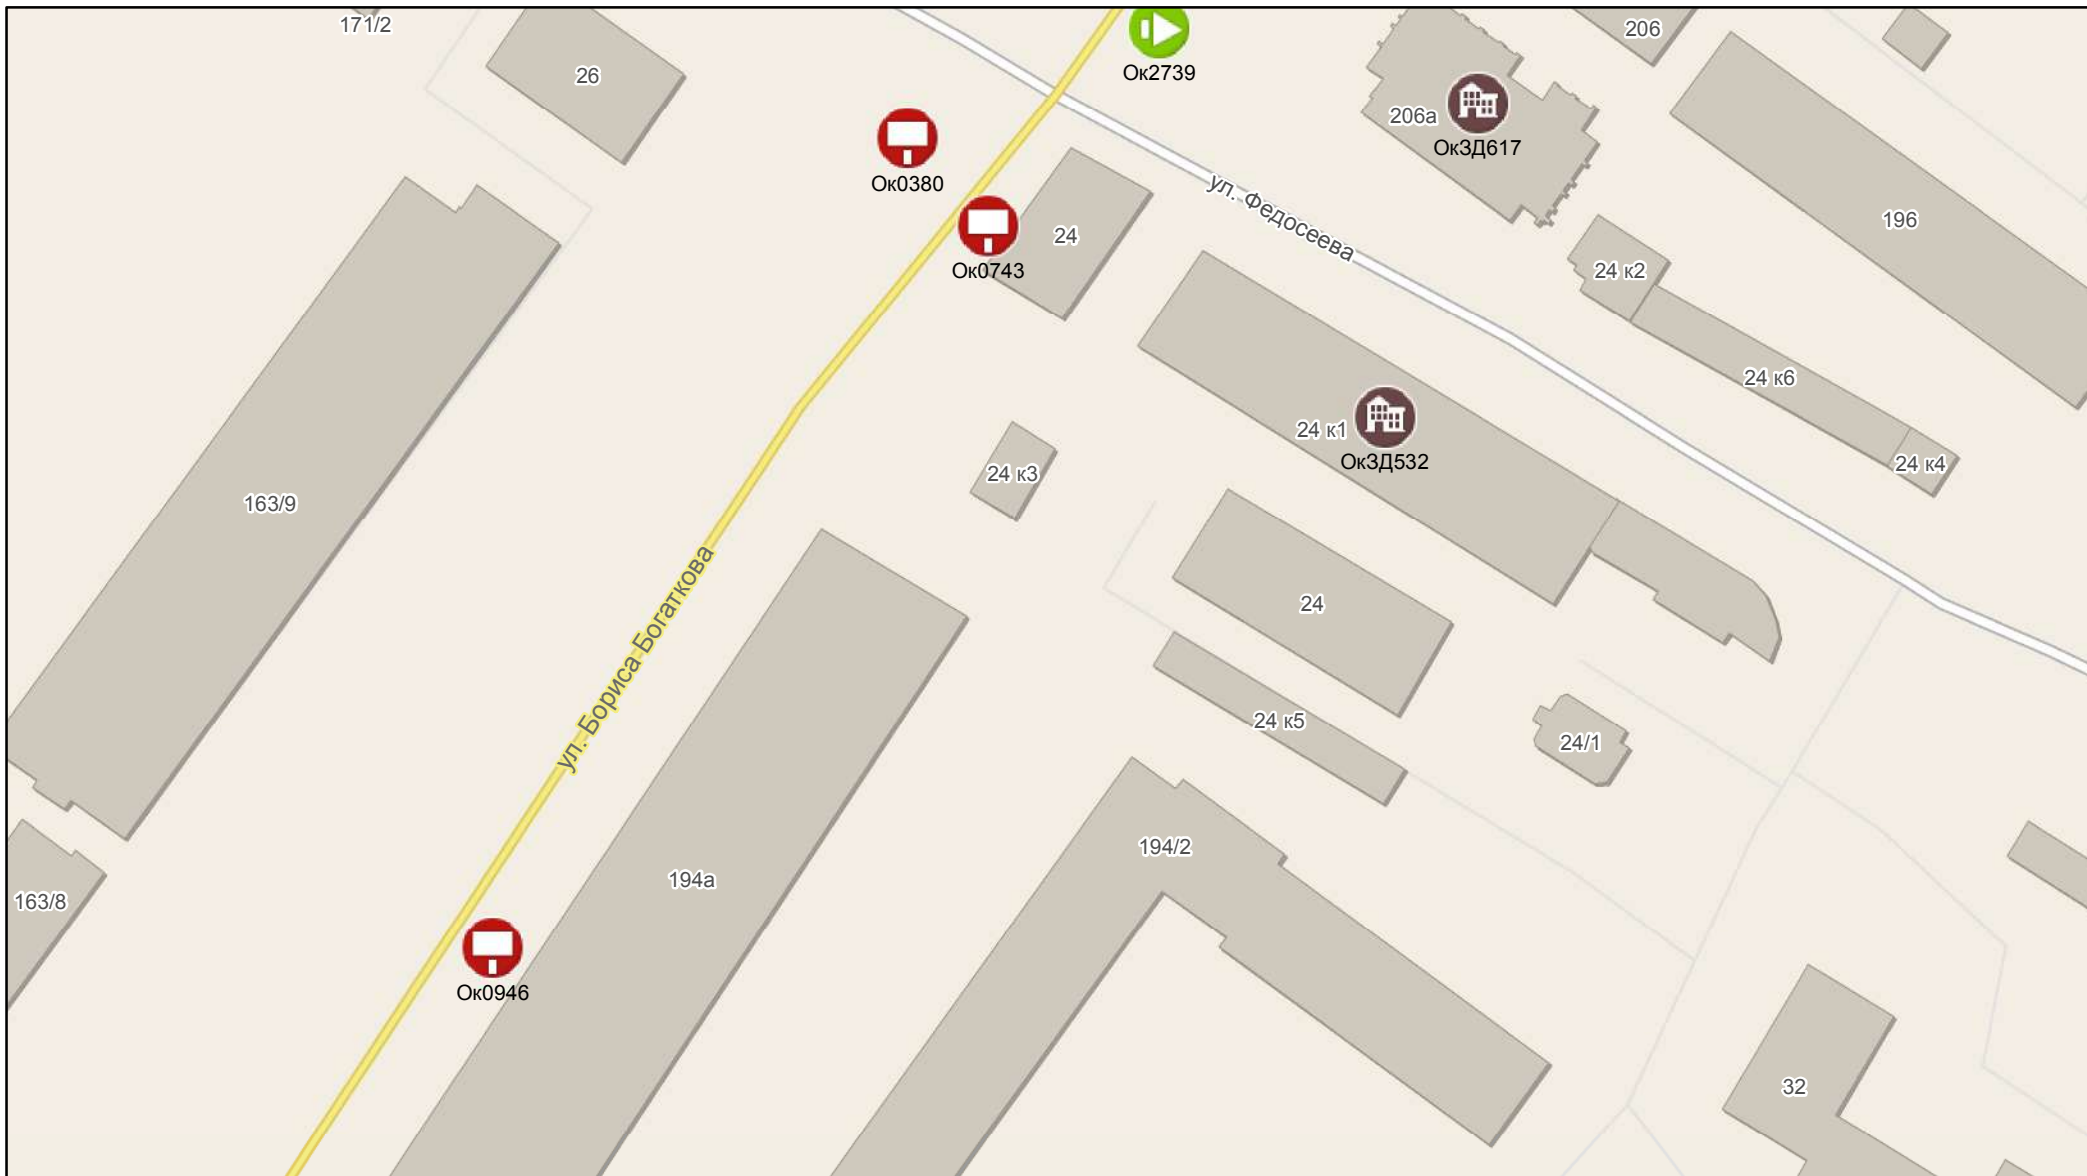 171/2
26
Ок2739
206
206а
ОкЗД617
Ок0380
196
ул. Федосеева
24
Ок0743
24 к2
24 к6
24 к1
ОкЗД532
24 к4
24 к3
163/9
ул. Бориса Богаткова
24
24 к5
24/1
194/2
194а
163/8
Ок0946
32